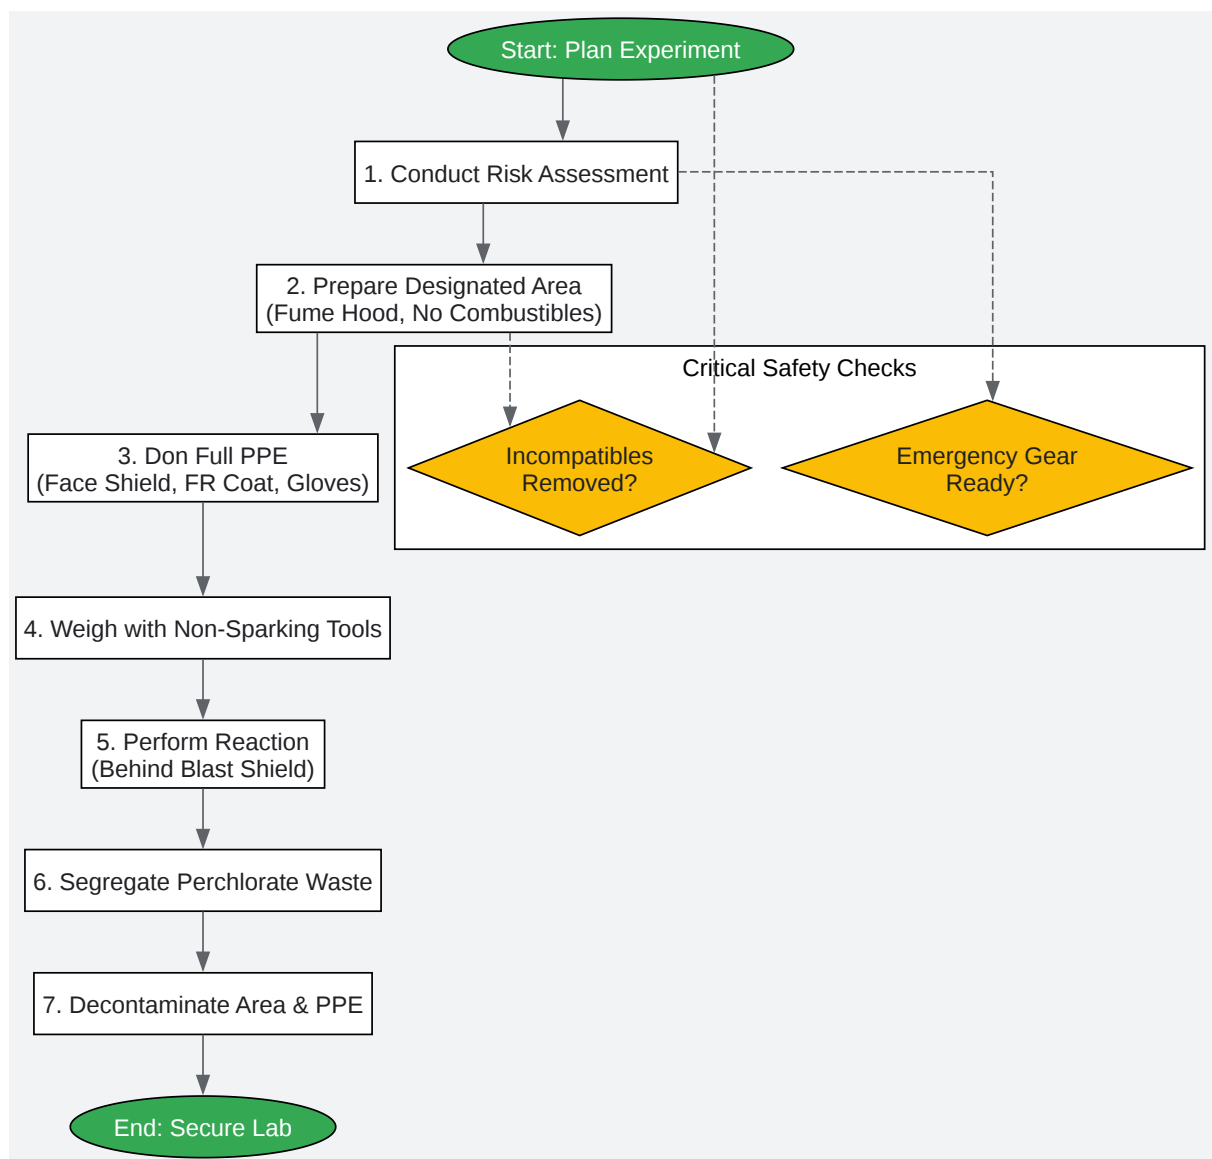 Start: Plan Experiment
1. Conduct Risk Assessment
2. Prepare Designated Area
(Fume Hood, No Combustibles)
Critical Safety Checks
3. Don Full PPE
(Face Shield, FR Coat, Gloves)
Incompatibles
Removed?
Emergency Gear
Ready?
4. Weigh with Non-Sparking Tools
5. Perform Reaction
(Behind Blast Shield)
6. Segregate Perchlorate Waste
7. Decontaminate Area & PPE
End: Secure Lab